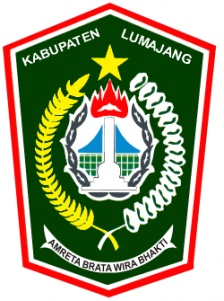 KABUPATEN LUMAJANG
AMRETA BRATA WIRA BHAKTI